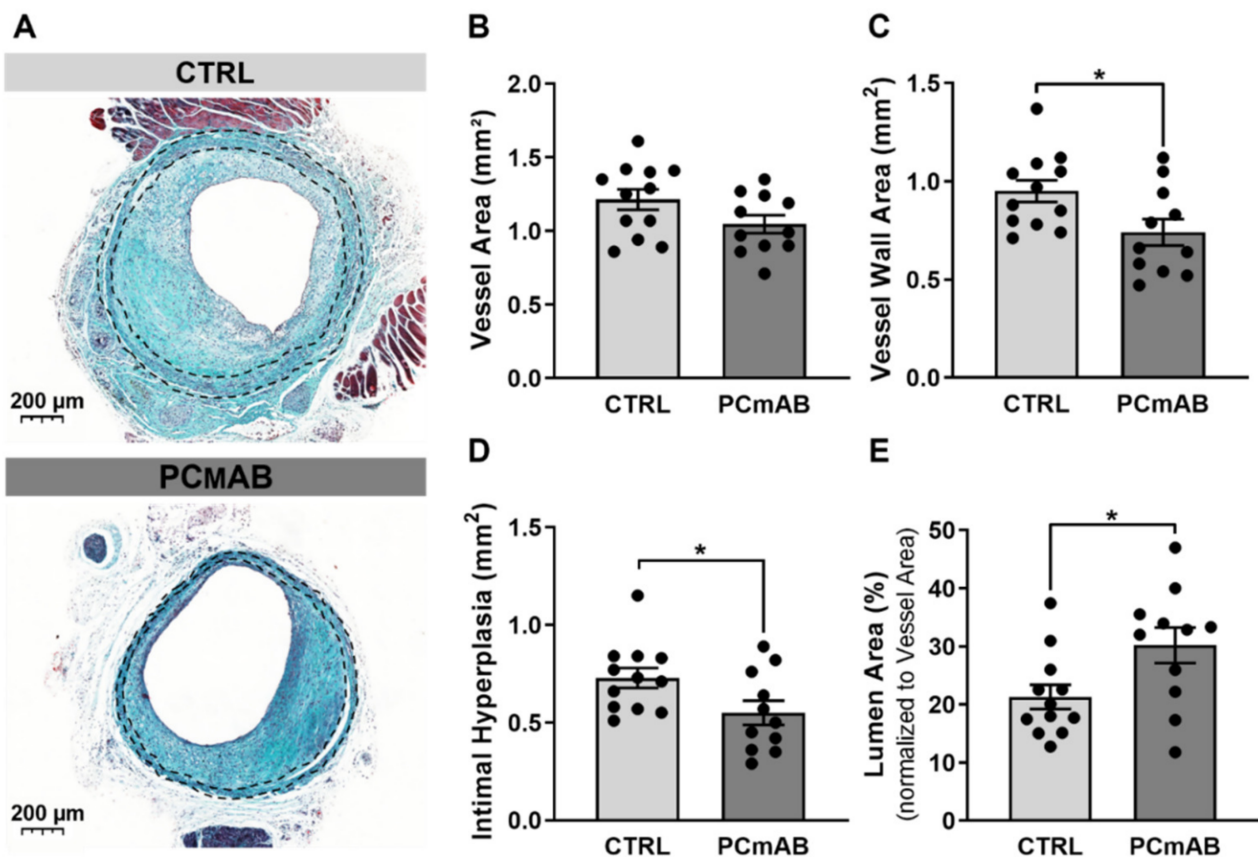 A
CTRL
200 µm
PCMAB
200 µm
B
Vessel Area (mm²)
2.0
1.5
1.0
0.5
0.0
CTRL PCmAB
C
Vessel Wall Area (mm²)
1.5
1.0
0.5
0.0
*
CTRL PCmAB
D
Intimal Hyperplasia (mm²)
1.5
1.0
0.5
0.0
*
CTRL PCmAB
E
Lumen Area (%)
(normalized to Vessel Area)
50
40
30
20
10
0
*
CTRL PCmAB